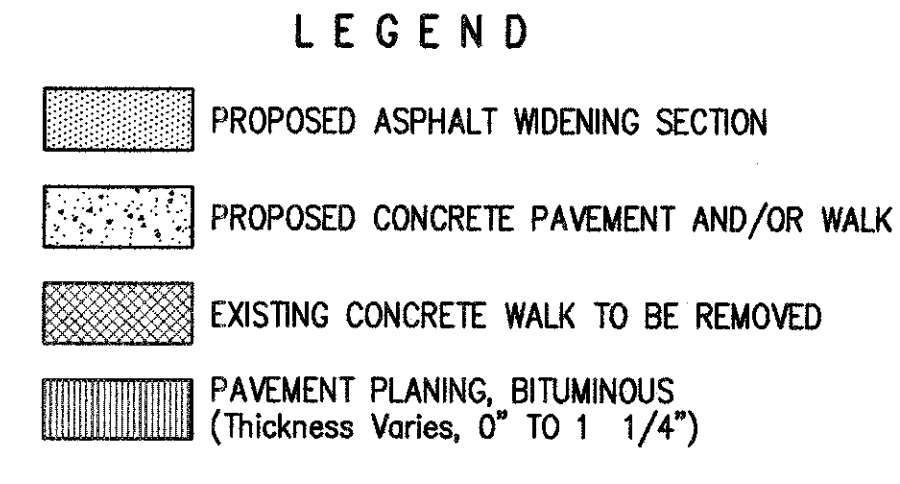 LEGEND
PROPOSED ASPHALT WIDENING SECTION
PROPOSED CONCRETE PAVEMENT AND/OR WALK
EXISTING CONCRETE WALK TO BE REMOVED
PAVEMENT PLANING, BITUMINOUS
(Thickness Varies, 0" TO 1 1/4")